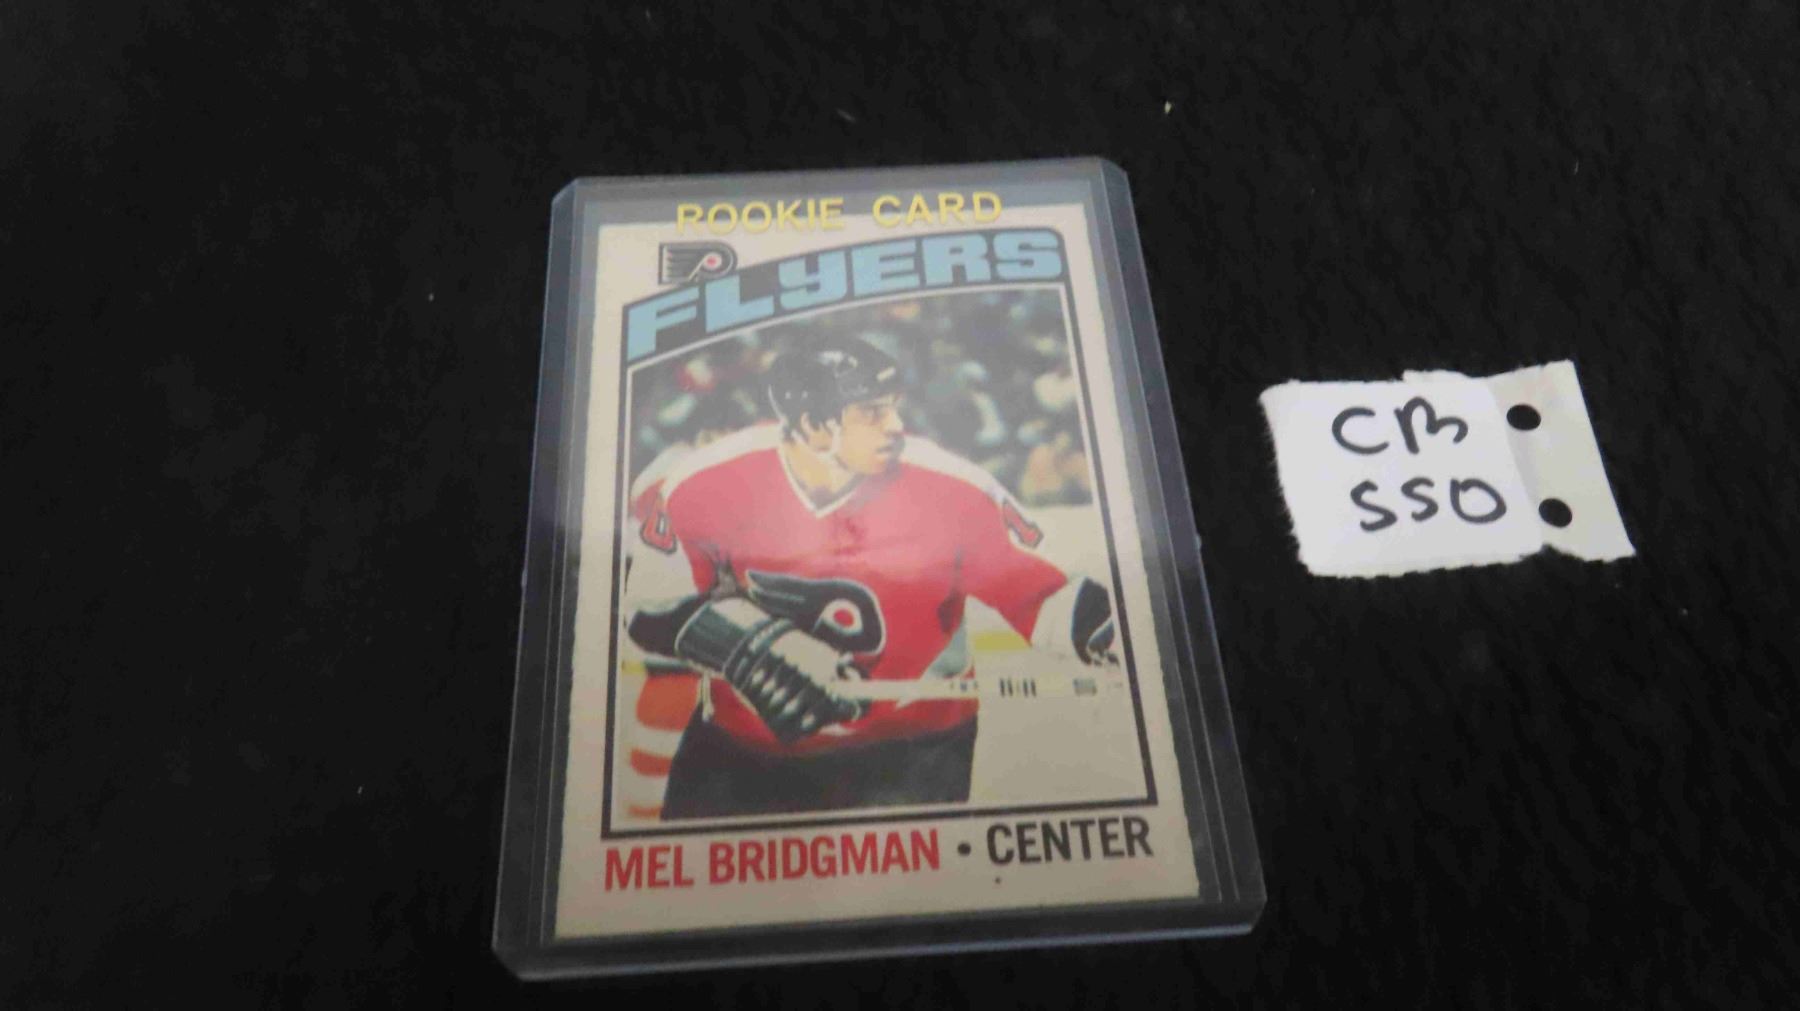 ROOKIE CARD
FLYERS
MEL BRIDGMAN • CENTER
CB
550